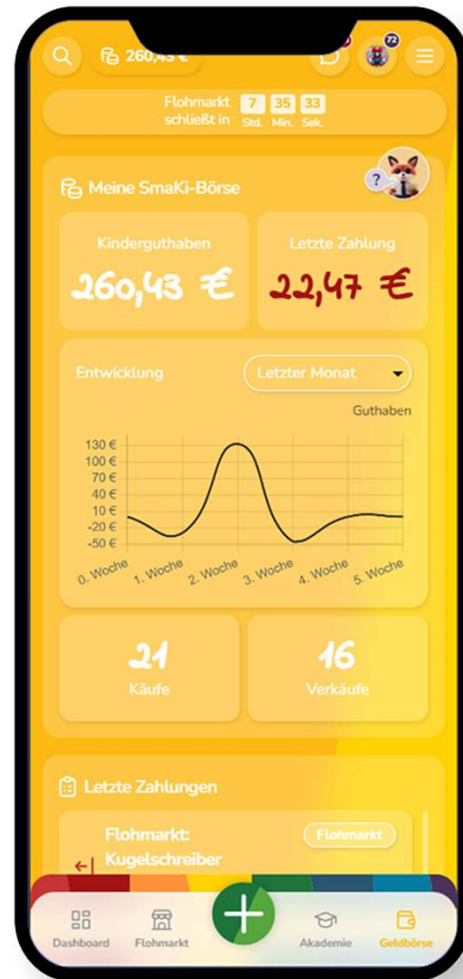 260,43 €
72
Flohmarkt
schließt in
7 35 33
Std. Min. Sek.
?
Meine SmaKi-Börse
Kinderguthaben
260,43 €
Letzte Zahlung
22,47 €
Entwicklung
Letzter Monat
Guthaben
130 €
100 €
70 €
40 €
10 €
-20 €
-50 €
0. Woche
1. Woche
2. Woche
3. Woche
4. Woche
5. Woche
21
Käufe
16
Verkäufe
Letzte Zahlungen
Flohmarkt:
Kugelschreiber
Flohmarkt
Dashboard
Flohmarkt
Akademie
Geldbörse